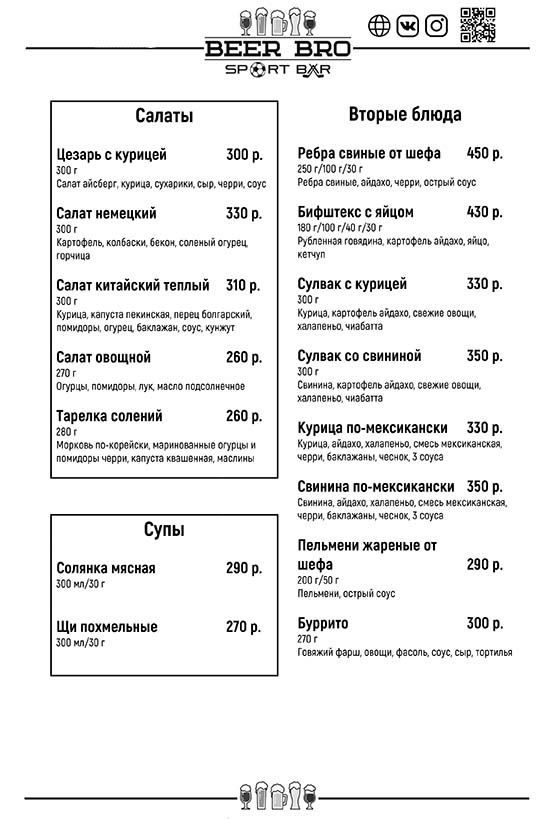 BEER BRO
SPORT BAR
Салаты
Цезарь с курицей 300 р.
300 г
Салат айсберг, курица, сухарики, сыр, черри, соус
Салат немецкий 330 р.
300 г
Картофель, колбаски, бекон, соленый огурец,
горчица
Салат китайский теплый 310 р.
300 г
Курица, капуста пекинская, перец болгарский,
помидоры, огурец, баклажан, соус, кунжут
Салат овощной 260 р.
270 г
Огурцы, помидоры, лук, масло подсолнечное
Тарелка солений 260 р.
280 г
Морковь по-корейски, маринованные огурцы и
помидоры черри, капуста квашенная, маслины
Супы
Солянка мясная 290 р.
300 мл/30 г
Щи похмельные 270 р.
300 мл/30 г
Вторые блюда
Ребра свиные от шефа 450 р.
250 г/100 г/30 г
Ребра свиные, айдахо, черри, острый соус
Бифштекс с яйцом 430 р.
180 г/100 г/40 г/30 г
Рубленная говядина, картофель айдахо, яйцо,
кетчуп
Сулвак с курицей 330 р.
300 г
Курица, картофель айдахо, свежие овощи,
халапеньо, чиабатта
Сулвак со свининой 350 р.
300 г
Свинина, картофель айдахо, свежие овощи,
халапеньо, чиабатта
Курица по-мексикански 330 р.
Курица, айдахо, халапеньо, смесь мексиканская,
черри, баклажаны, чеснок, 3 соуса
Свинина по-мексикански 350 р.
Свинина, айдахо, халапеньо, смесь мексиканская,
черри, баклажаны, чеснок, 3 соуса
Пельмени жареные от
шефа 290 р.
200 г/50 г
Пельмени, острый соус
Буррито 300 р.
270 г
Говяжий фарш, овощи, фасоль, соус, сыр, тортилья